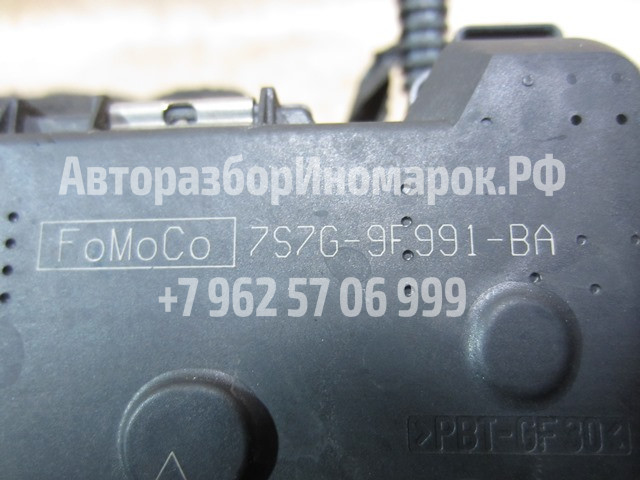 АвторазборИномарок.РФ
FoMoCo 7S7G-9F991-BA
+7 962 57 06 999
>PBT-GF30<